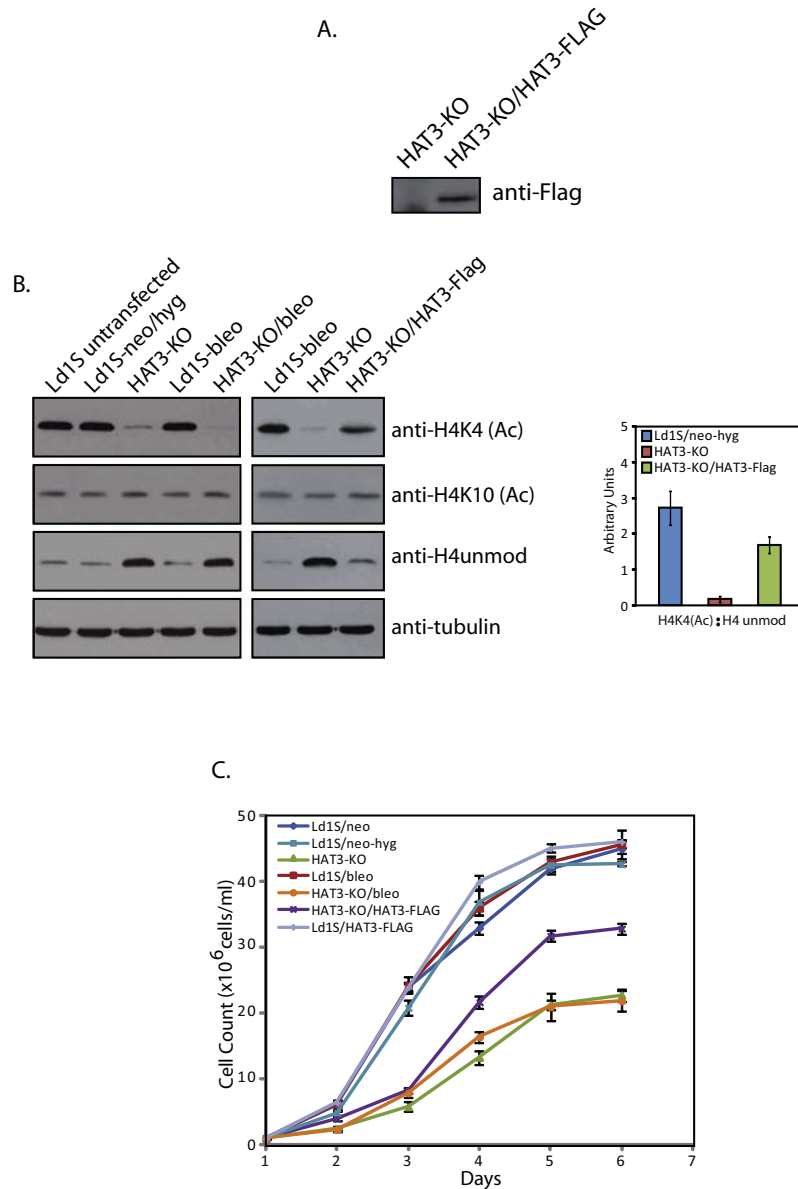 A.
HAT3-KO
HAT3-KO/HAT3-FLAG
anti-Flag
B.
Ld1S untransfected
Ld1S-neo/hyg
HAT3-KO
Ld1S-bleo
HAT3-KO/bleo
Ld1S-bleo
HAT3-KO
HAT3-KO/HAT3-Flag
anti-H4K4 (Ac)
anti-H4K10 (Ac)
anti-H4unmod
anti-tubulin
Ld1S/neo-hyg
HAT3-KO
HAT3-KO/HAT3-Flag
Arbitrary Units
5
4
3
2
1
0
H4K4(Ac) : H4 unmod
C.
Ld1S/neo
Ld1S/neo-hyg
HAT3-KO
Ld1S/bleo
HAT3-KO/bleo
HAT3-KO/HAT3-FLAG
Ld1S/HAT3-FLAG
Cell Count (x10 6 cells/ml)
50
40
30
20
10
0
1 2 3 4 5 6 7
Days